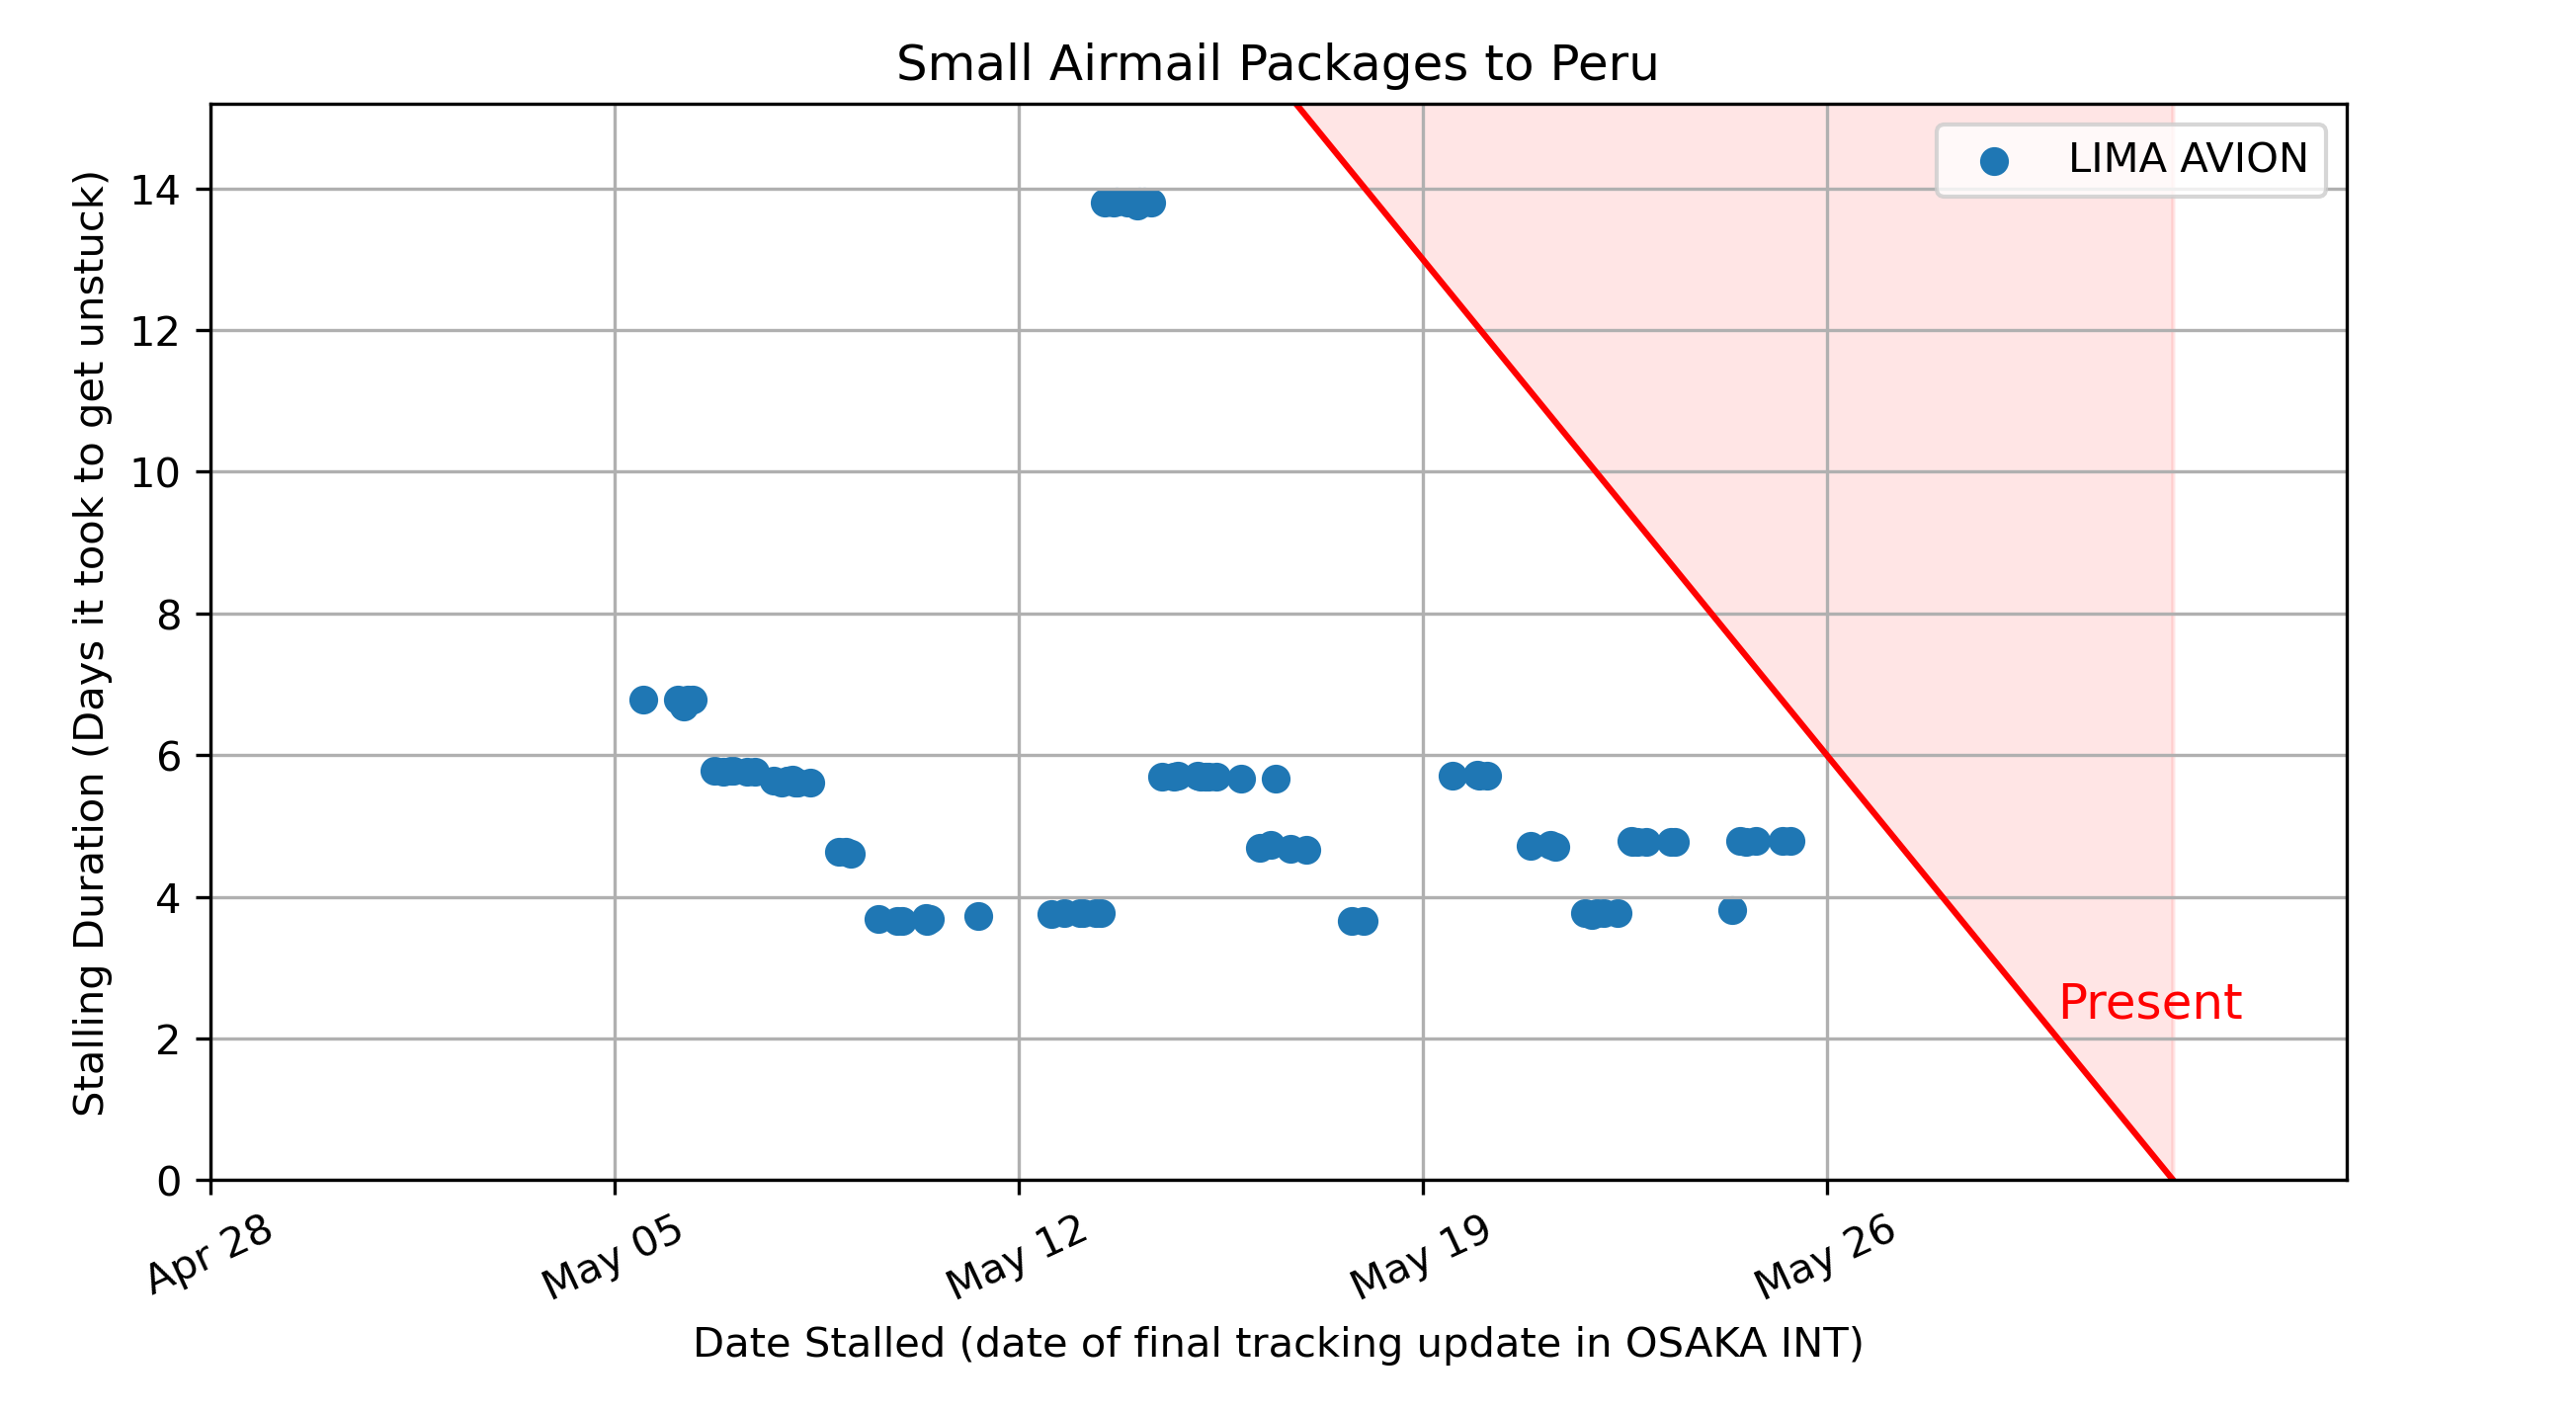 Small Airmail Packages to Peru
LIMA AVION
Stalling Duration (Days it took to get unstuck)
14
12
10
8
6
4
2
0
Present
Apr 28
May 05
May 12
May 19
May 26
Date Stalled (date of final tracking update in OSAKA INT)